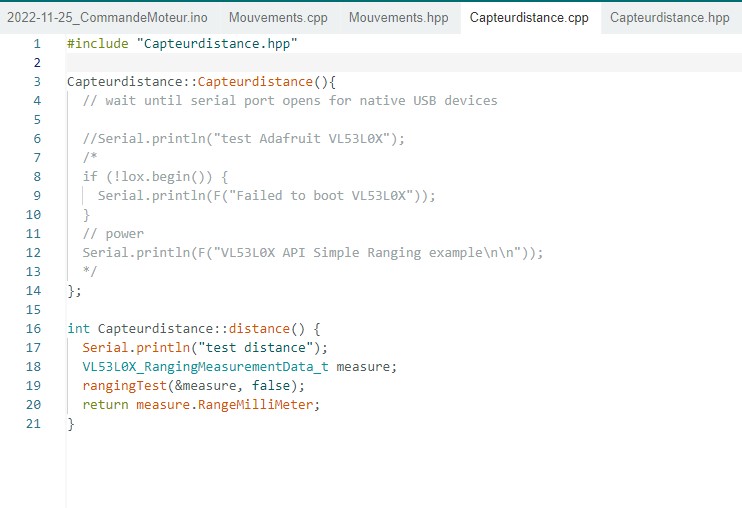 2022-11-25_CommandeMoteur.ino Mouvements.cpp Mouvements.hpp Capteurdistance.cpp Capteurdistance.hpp
1 #include "Capteurdistance.hpp"
2
3 Capteurdistance::Capteurdistance(){
4 // wait until serial port opens for native USB devices
5
6 //Serial.println("test Adafruit VL53L0X");
7 /*
8 if (!lox.begin()) {
9 Serial.println(F("Failed to boot VL53L0X"));
10 }
11 // power
12 Serial.println(F("VL53L0X API Simple Ranging example\n\n"));
13 */
14 };
15
16 int Capteurdistance::distance() {
17 Serial.println("test distance");
18 VL53L0X_RangingMeasurementData_t measure;
19 rangingTest(&measure, false);
20 return measure.RangeMilliMeter;
21 }